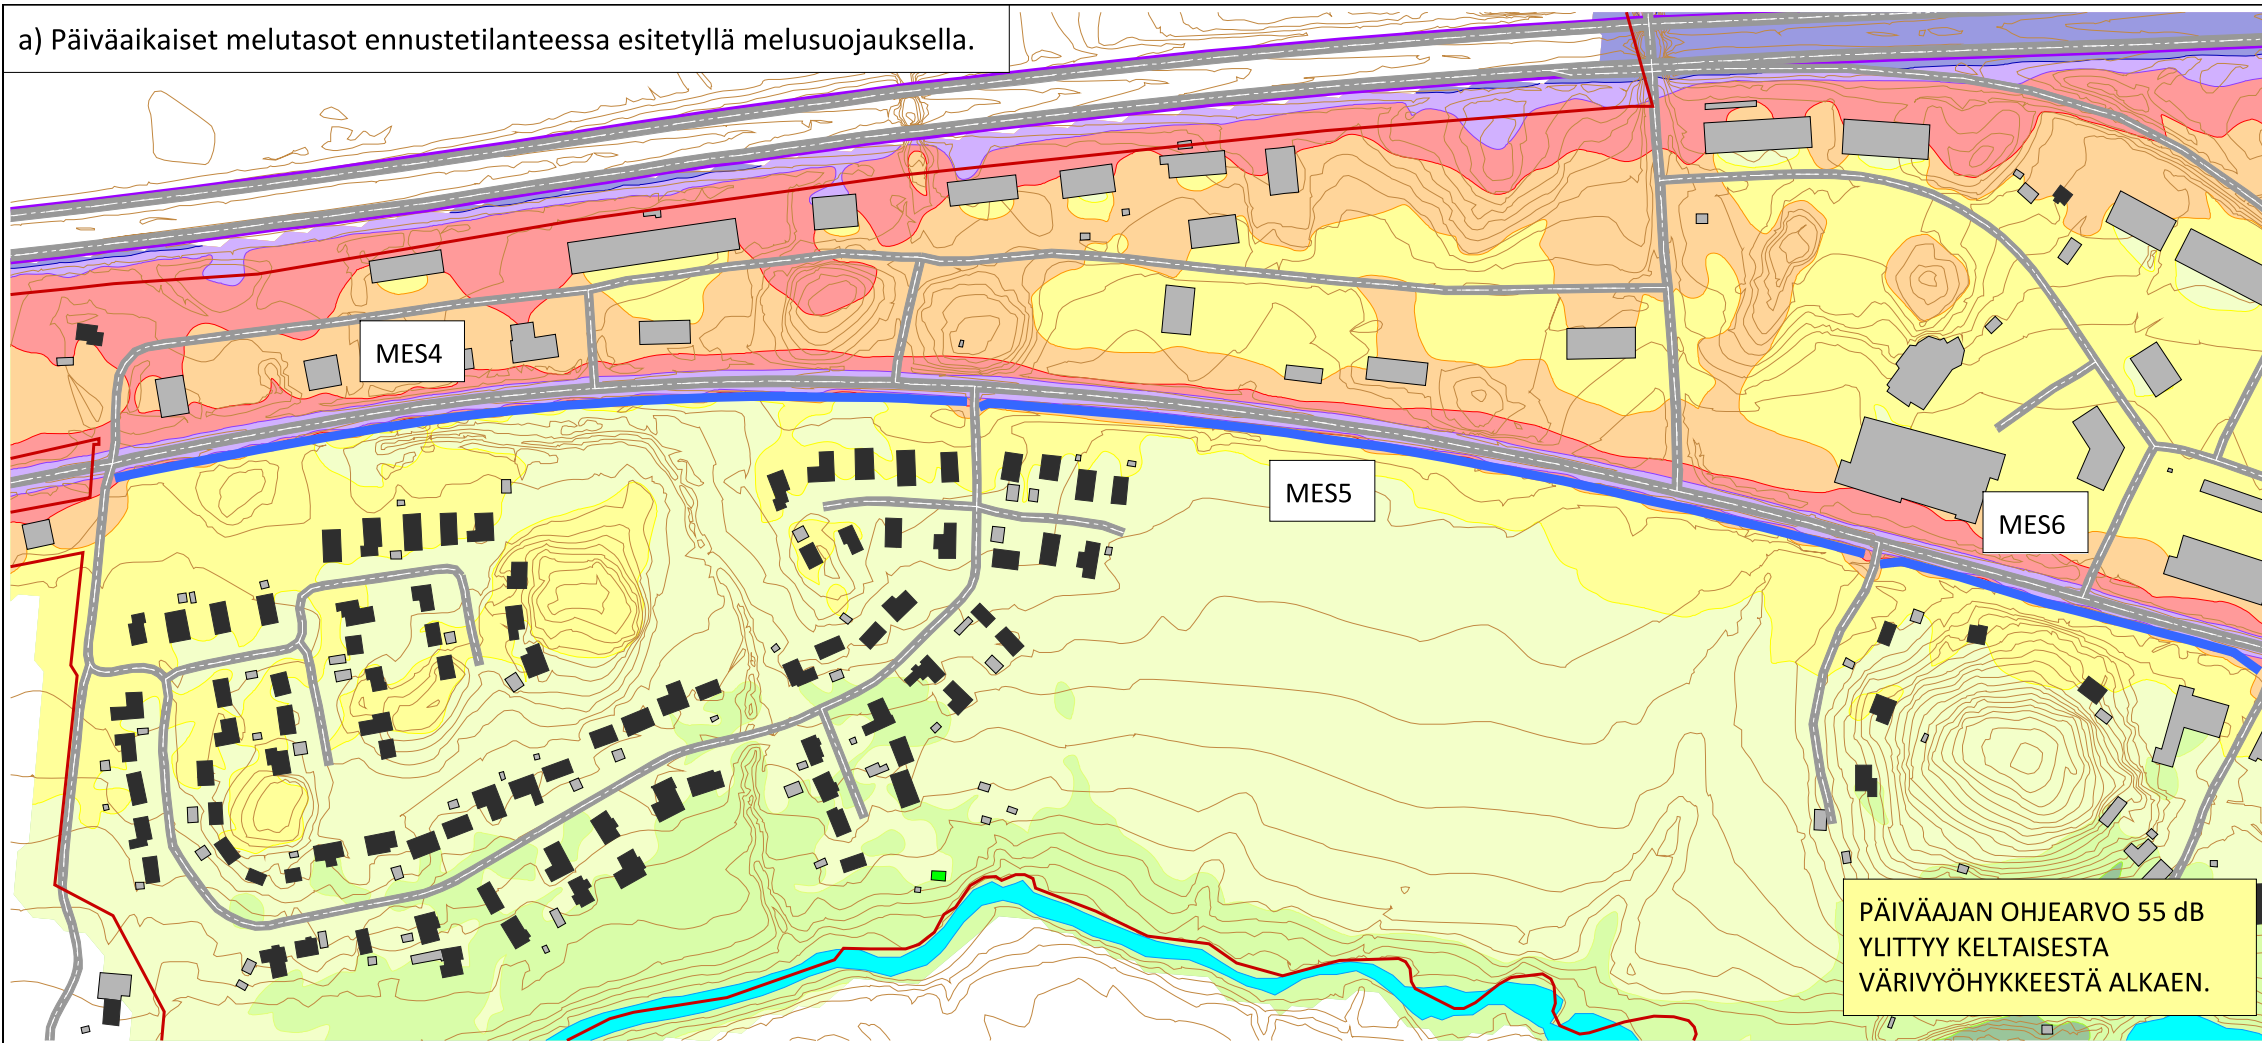 a) Päiväaikaiset melutasot ennustetilanteessa esitetyllä melusuojauksella.
MES4
MES5
MES6
PÄIVÄAJAN OHJEARVO 55 dB
YLITTYY KELTAISESTA
VÄRIVYÖHYKKEESTÄ ALKAEN.